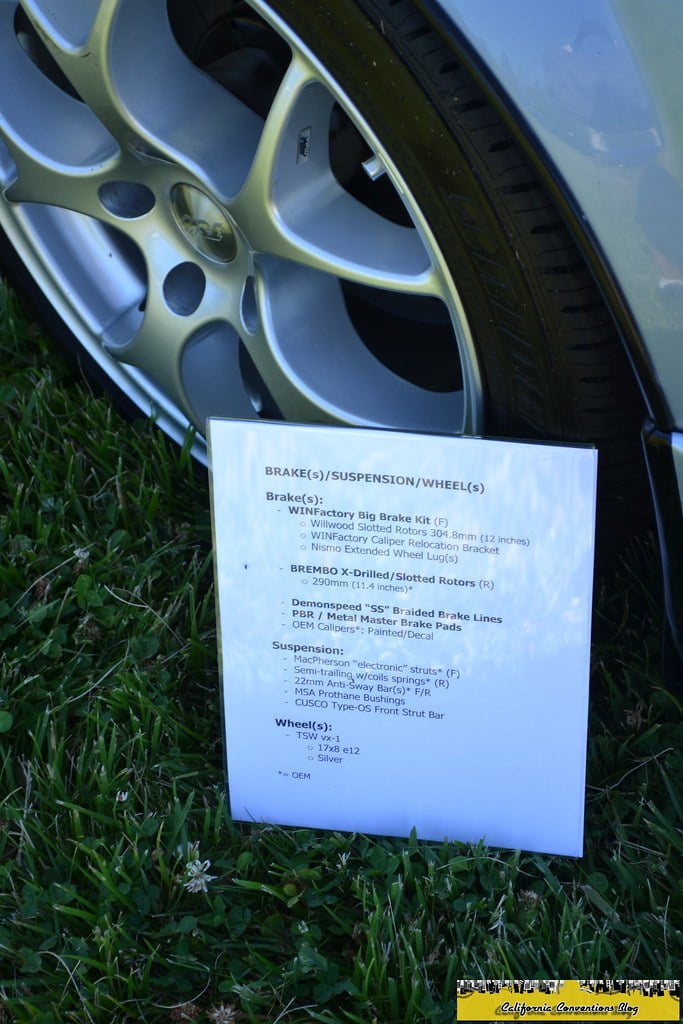 BRAKE(s)/SUSPENSION/WHEEL(s)
Brake(s):
- WINFactory Big Brake Kit (F)
○ Willwood Slotted Rotors 304.8mm (12 inches)
○ WINFactory Caliper Relocation Bracket
○ Nismo Extended Wheel Lug(s)
- BREMBO X-Drilled/Slotted Rotors (R)
○ 290mm (11.4 inches)*
- Demonspeed "SS" Braided Brake Lines
- PBR / Metal Master Brake Pads
- OEM Calipers*: Painted/Decal
Suspension:
- MacPherson "electronic" struts* (F)
- Semi-trailing w/coils springs* (R)
- 22mm Anti-Sway Bar(s)* F/R
- MSA Prothane Bushings
- CUSCO Type-OS Front Strut Bar
Wheel(s):
- TSW vx-1
○ 17x8 e12
○ Silver
*= OEM
California Conventions Blog